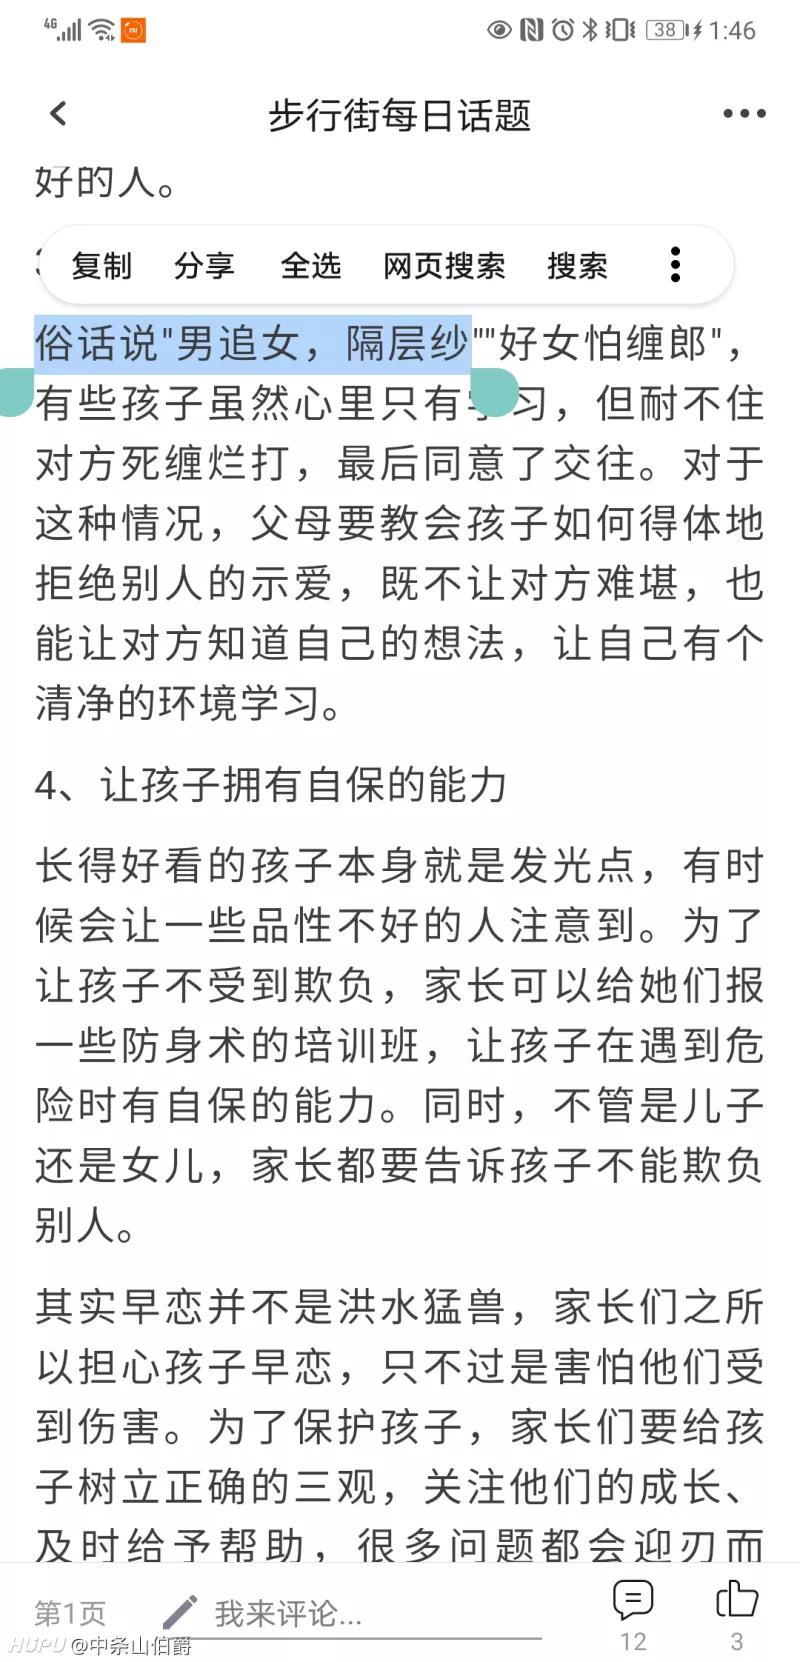 4G
38
1:46
步行街每日话题
好的人。
复制 分享 全选 网页搜索 搜索
俗话说"男追女，隔层纱""好女怕缠郎"，
有些孩子虽然心里只有学习，但耐不住
对方死缠烂打，最后同意了交往。对于
这种情况，父母要教会孩子如何得体地
拒绝别人的示爱，既不让对方难堪，也
能让对方知道自己的想法，让自己有个
清净的环境学习。
4、让孩子拥有自保的能力
长得好看的孩子本身就是发光点，有时
候会让一些品性不好的人注意到。为了
让孩子不受到欺负，家长可以给她们报
一些防身术的培训班，让孩子在遇到危
险时有自保的能力。同时，不管是儿子
还是女儿，家长都要告诉孩子不能欺负
别人。
其实早恋并不是洪水猛兽，家长们之所
以担心孩子早恋，只不过是害怕他们受
到伤害。为了保护孩子，家长们要给孩
子树立正确的三观，关注他们的成长、
及时给予帮助，很多问题都会迎刃而
第1页 我来评论... 12 3
HUPU @中条山伯爵